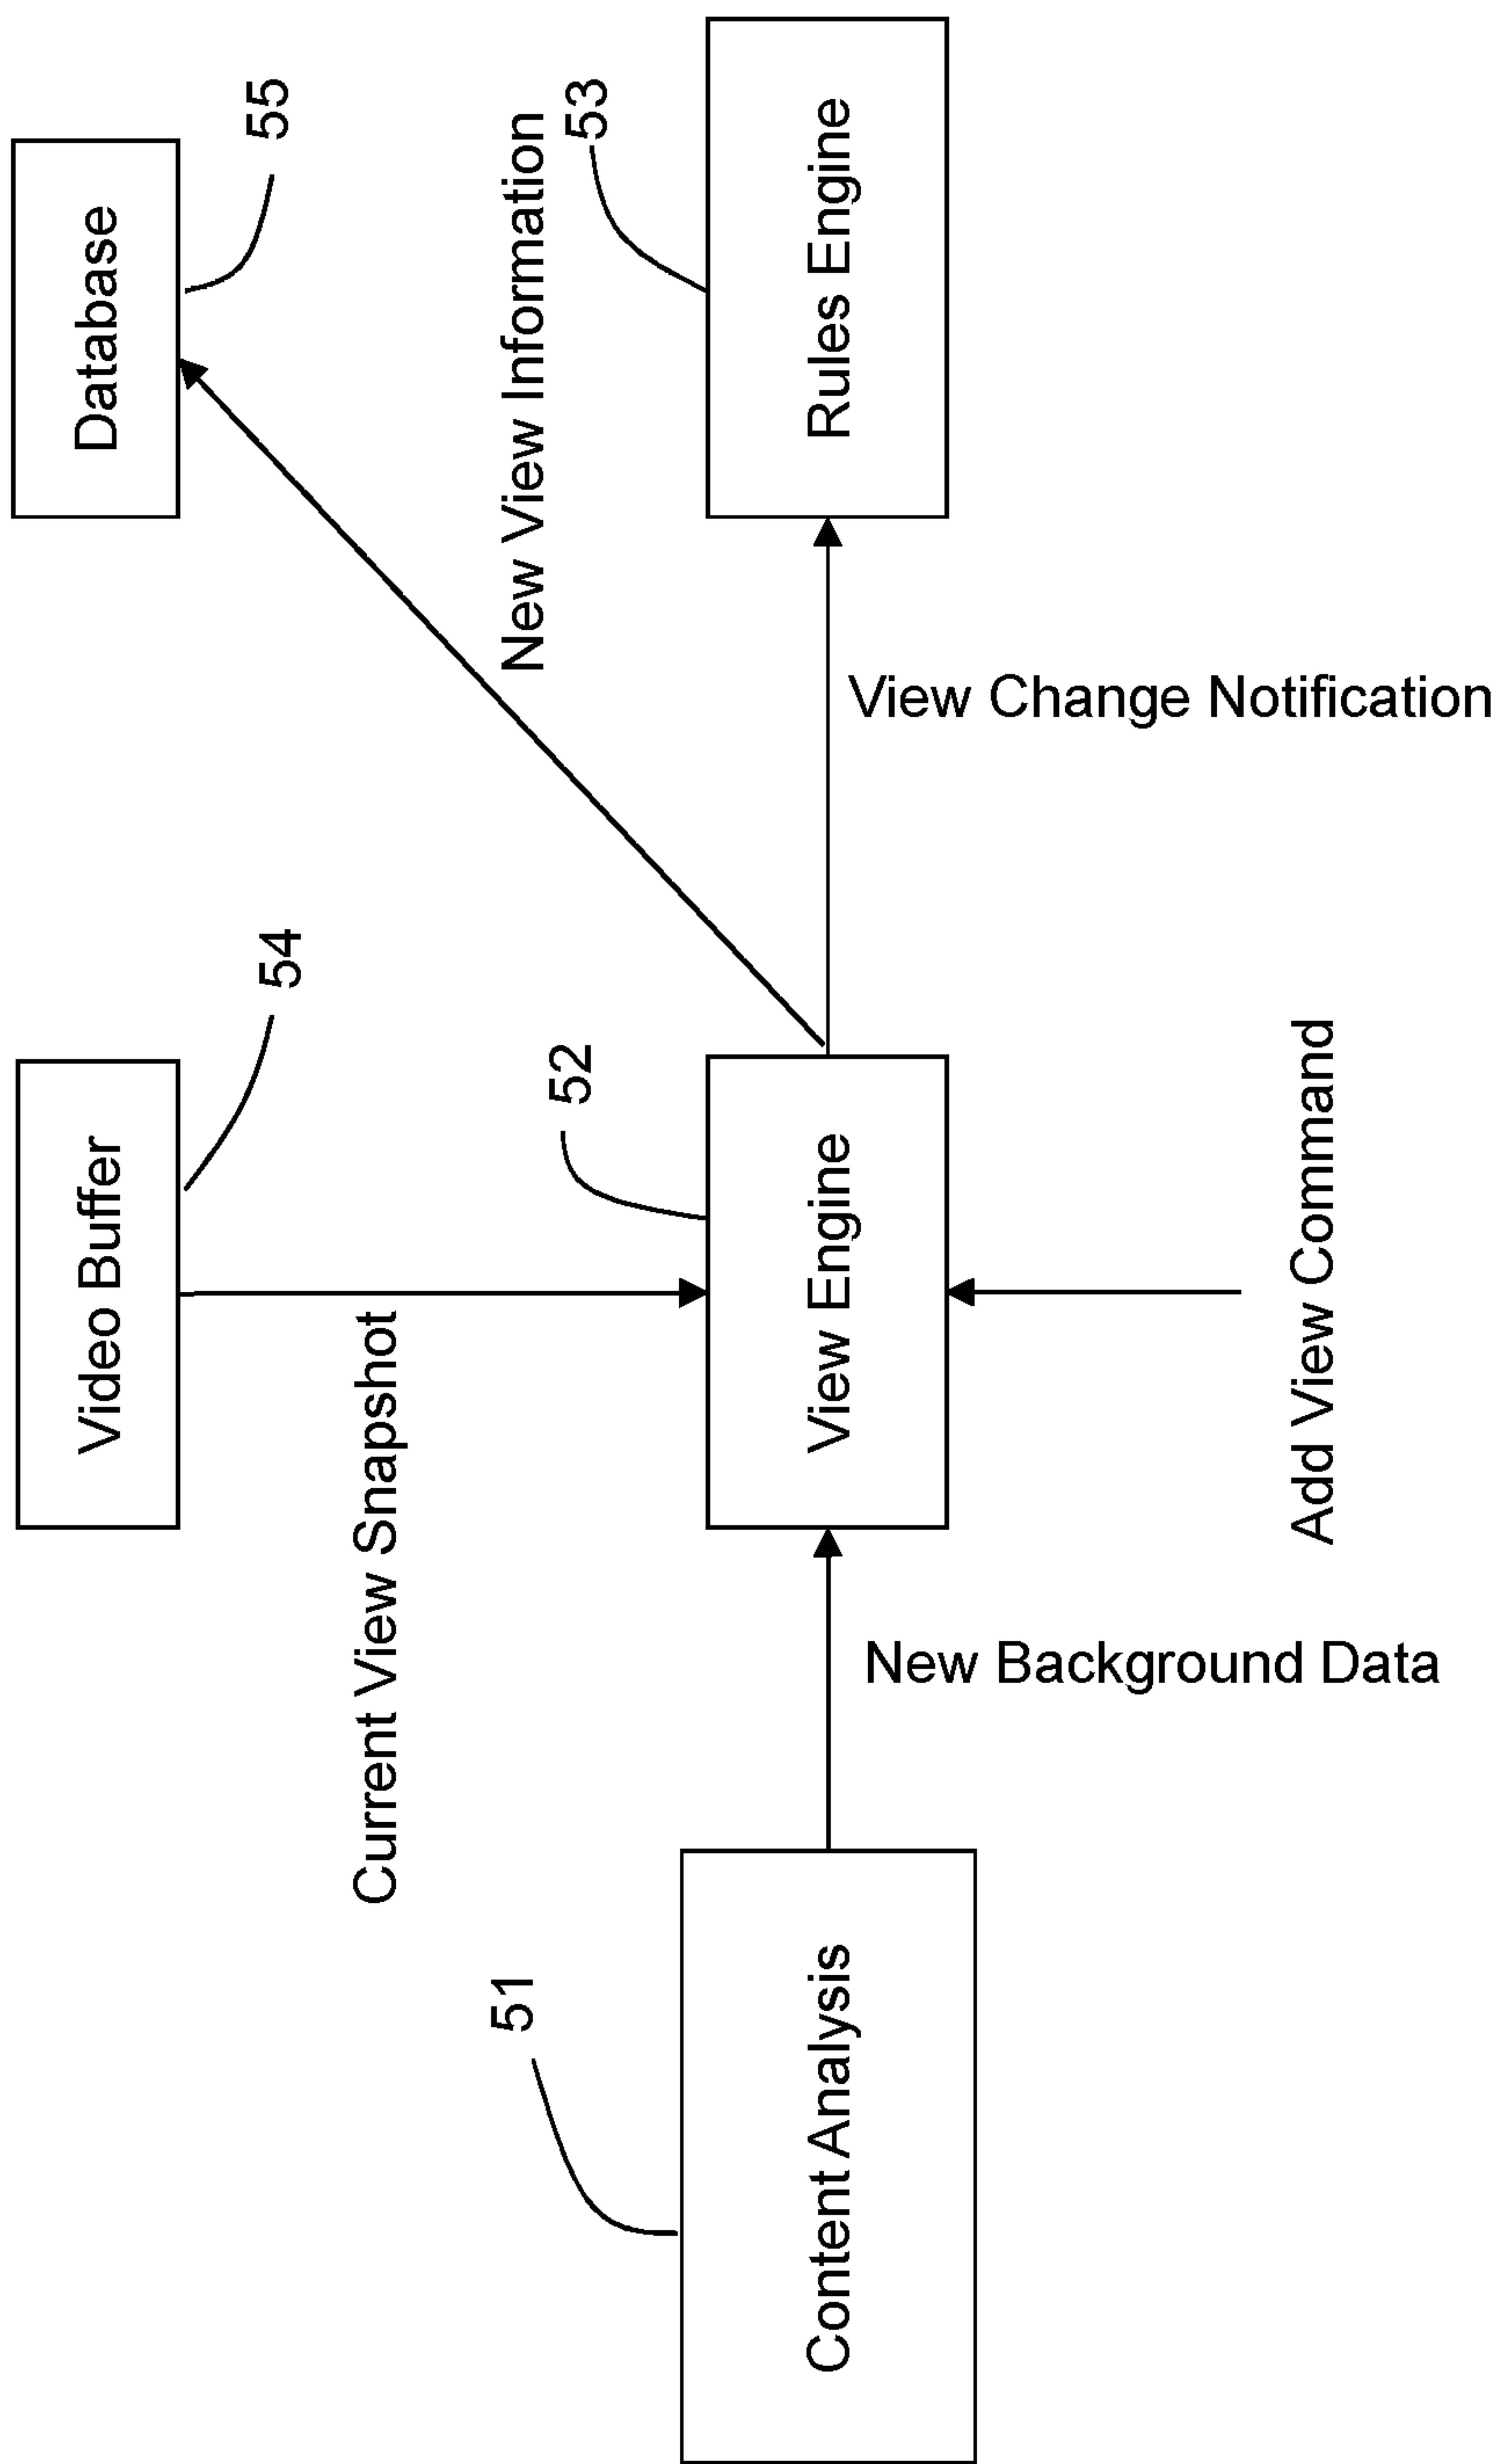 Video Buffer
54
Database
55
Current View Snapshot
New View Information
51
52
53
Content Analysis
View Engine
Rules Engine
New Background Data
View Change Notification
Add View Command